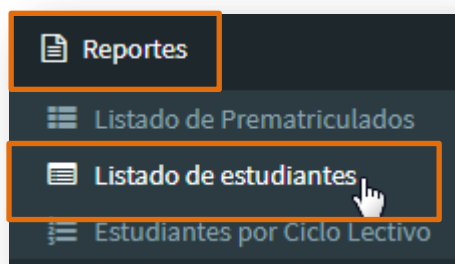 Reportes
Listado de Prematriculados
Listado de estudiantes
Estudiantes por Ciclo Lectivo